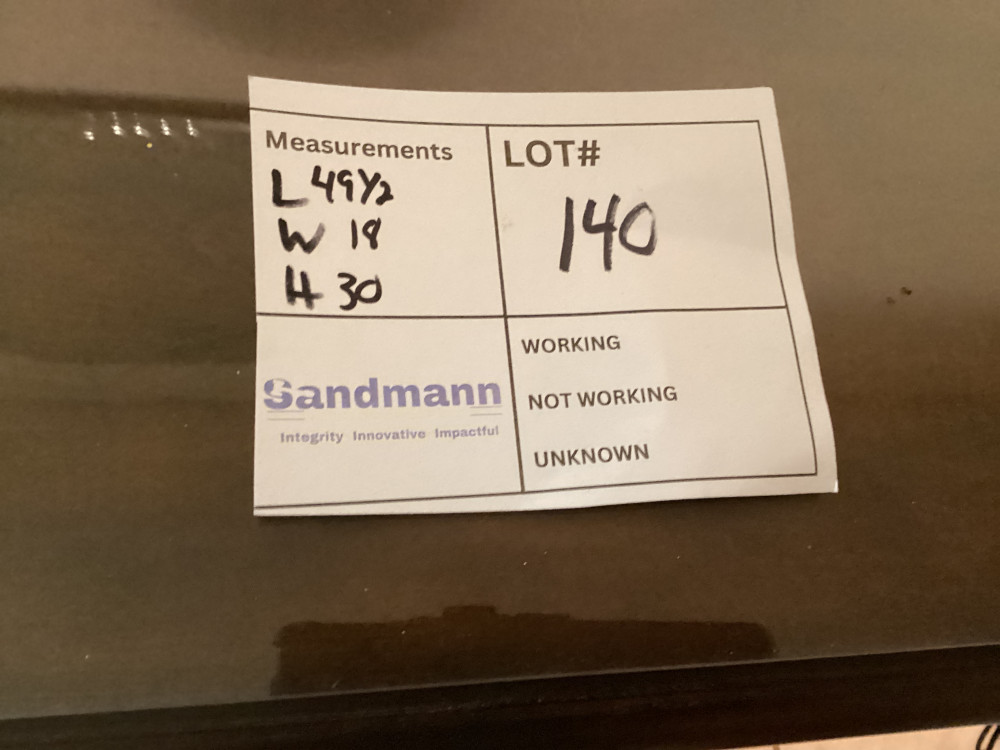 Measurements
L 49½
W 18
H 30
LOT#
140
Sandmann
Integrity Innovative Impactful
WORKING
NOT WORKING
UNKNOWN